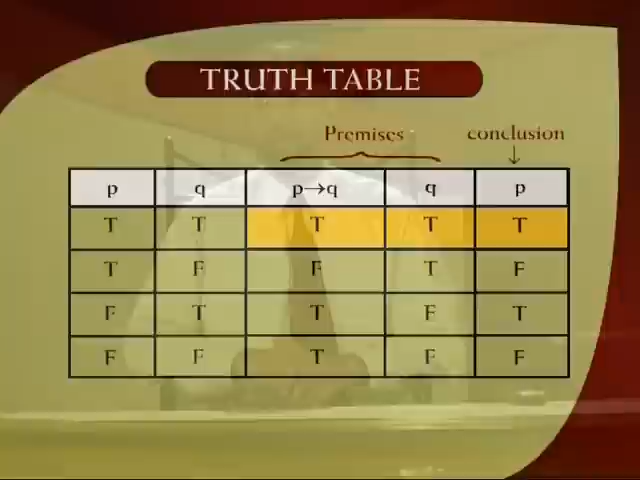 TRUTH TABLE
Premises conclusion
p q p→q q p
T T T T T
T F F T F
F T T F T
F F T F F